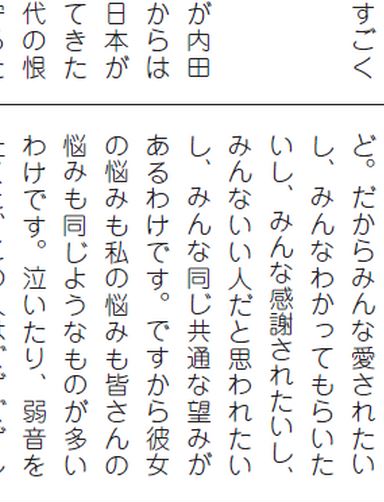 すごく
が内田
からは
日本が
てきた
代の恨
ど。だからみんな愛されたい
し、みんなわかってもらいた
いし、みんな感謝されたいし、
みんないい人だと思われたい
し、みんな同じ共通な望みが
あるわけです。ですから彼女
の悩みも私の悩みも皆さんの
悩みも同じようなものが多い
わけです。泣いたり、弱音を